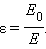 ε = E₀/E.